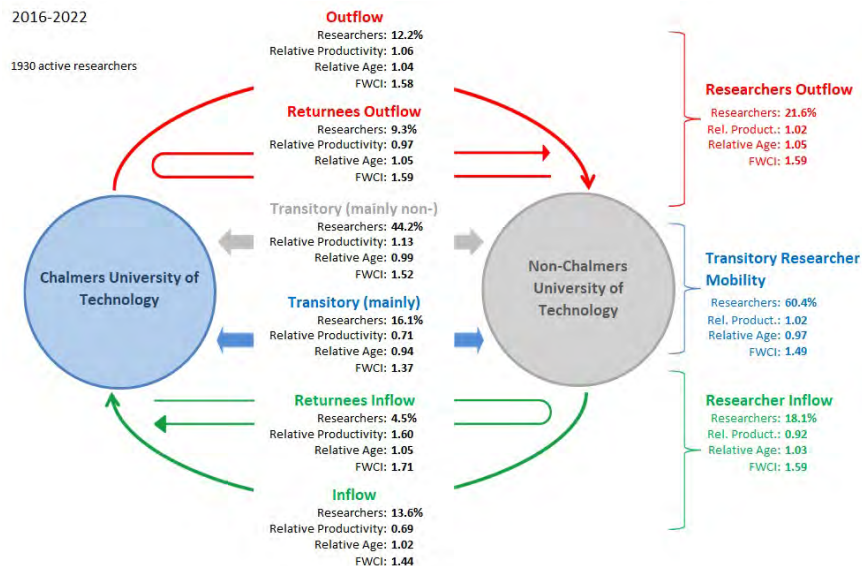 2016-2022
1930 active researchers
Outflow
Researchers: 12.2%
Relative Productivity: 1.06
Relative Age: 1.04
FWCI: 1.58
Returnees Outflow
Researchers: 9.3%
Relative Productivity: 0.97
Relative Age: 1.05
FWCI: 1.59
Transitory (mainly non-)
Researchers: 44.2%
Relative Productivity: 1.13
Relative Age: 0.99
FWCI: 1.52
Transitory (mainly)
Researchers: 16.1%
Relative Productivity: 0.71
Relative Age: 0.94
FWCI: 1.37
Returnees Inflow
Researchers: 4.5%
Relative Productivity: 1.60
Relative Age: 1.05
FWCI: 1.71
Inflow
Researchers: 13.6%
Relative Productivity: 0.69
Relative Age: 1.02
FWCI: 1.44
Chalmers University of
Technology
Non-Chalmers
University of
Technology
Researchers Outflow
Researchers: 21.6%
Rel. Product.: 1.02
Relative Age: 1.05
FWCI: 1.59
Transitory Researcher
Mobility
Researchers: 60.4%
Rel. Product.: 1.02
Relative Age: 0.97
FWCI: 1.49
Researcher Inflow
Researchers: 18.1%
Rel. Product.: 0.92
Relative Age: 1.03
FWCI: 1.59